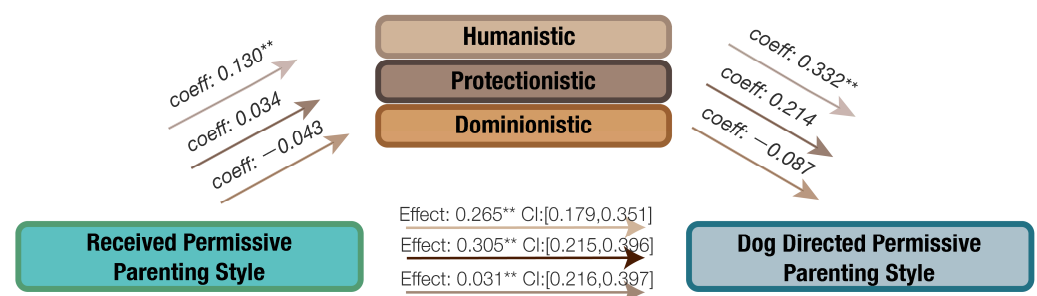 Humanistic
Protectionistic
Dominionistic
coeff: 0.130**
coeff: 0.034
coeff: −0.043
coeff: 0.332**
coeff: 0.214
coeff: −0.087
Effect: 0.265** CI:[0.179,0.351]
Effect: 0.305** CI:[0.215,0.396]
Effect: 0.031** CI:[0.216,0.397]
Received Permissive
Parenting Style
Dog Directed Permissive
Parenting Style